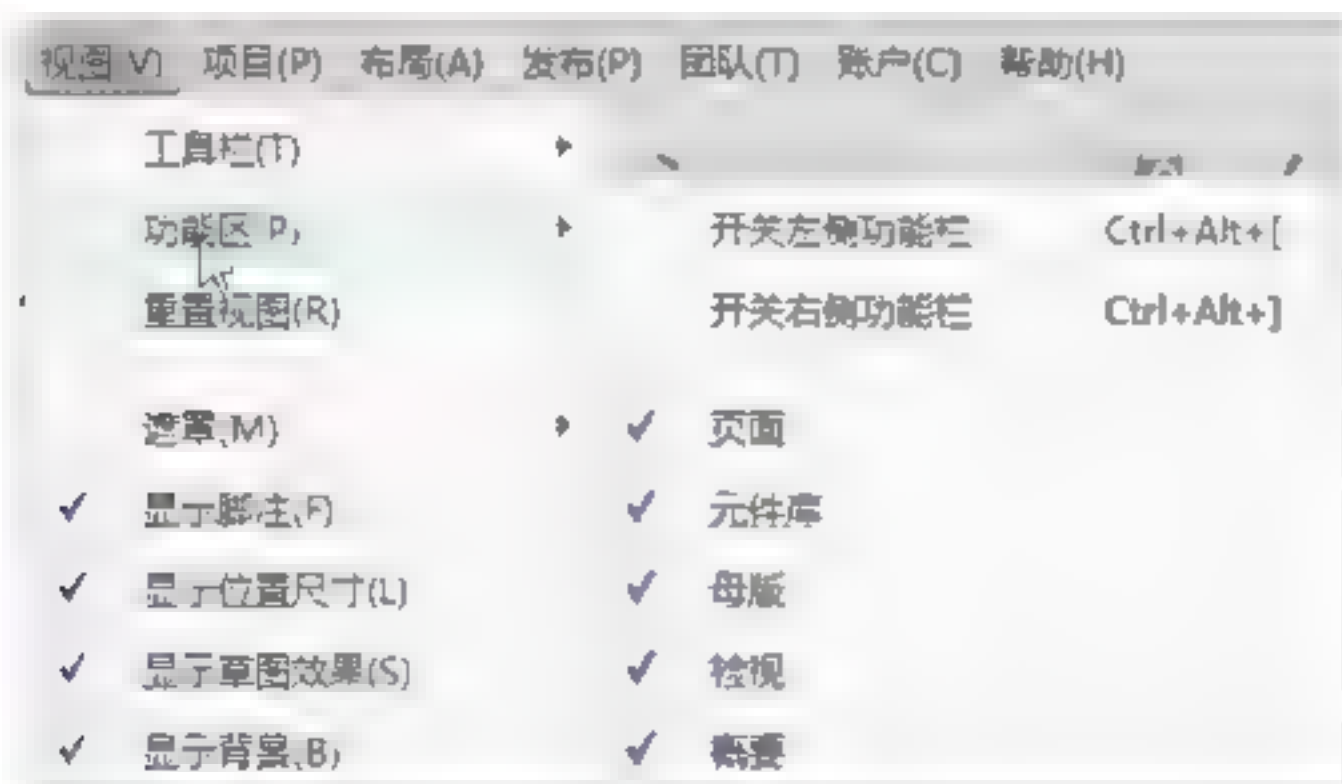 视图(V) 项目(P) 布局(A) 发布(P) 团队(T) 账户(C) 帮助(H)
工具栏(T)
功能区(P) 开关左侧功能栏 Ctrl+Alt+[
重置视图(R) 开关右侧功能栏 Ctrl+Alt+]
遮罩(M) 页面
显示脚注(F) 元件库
显示位置尺寸(L) 母版
显示草图效果(S) 检视
显示背景(B) 概要